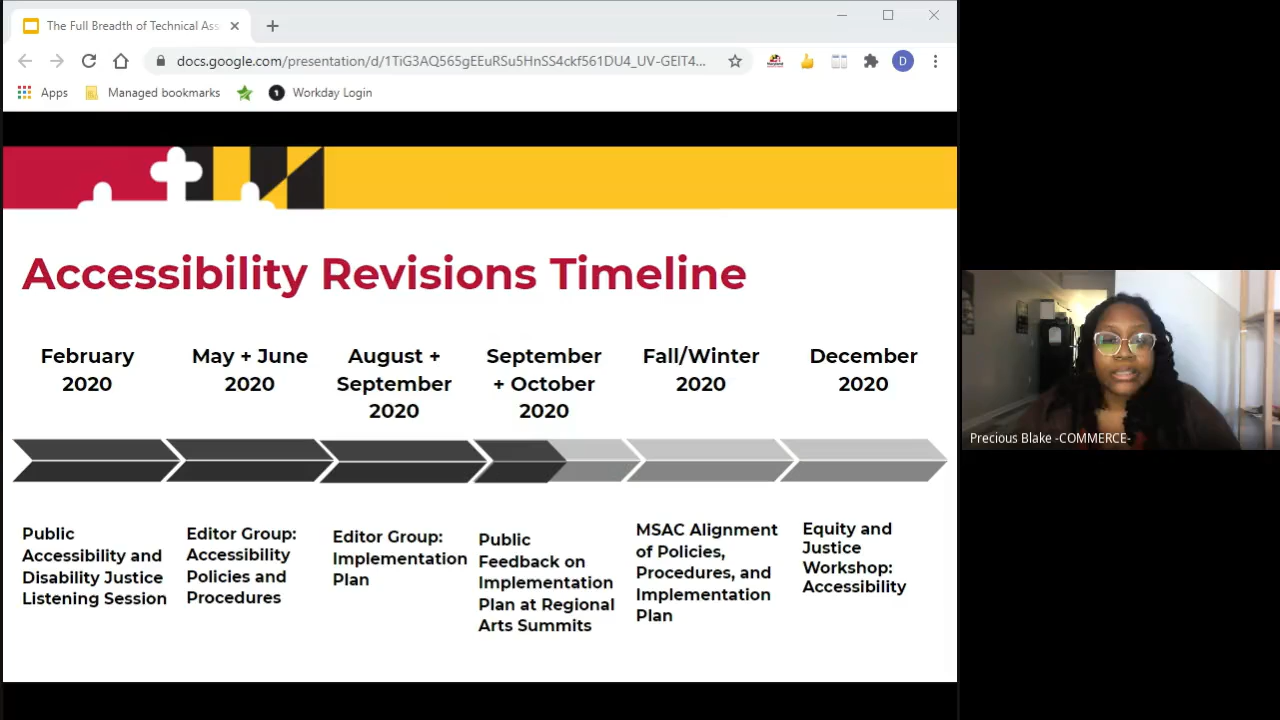 The Full Breadth of Technical Ass
docs.google.com/presentation/d/1TiG3AQ565gEEuRSu5HnSS4ckf561DU4_UV-GEIT4...
D
Apps
Managed bookmarks
1
Workday Login
Accessibility Revisions Timeline
February
2020
May + June
2020
August +
September
2020
September
+ October
2020
Fall/Winter
2020
December
2020
Public
Accessibility and
Disability Justice
Listening Session
Editor Group:
Accessibility
Policies and
Procedures
Editor Group:
Implementation
Plan
Public
Feedback on
Implementation
Plan at Regional
Arts Summits
MSAC Alignment
of Policies,
Procedures, and
Implementation
Plan
Equity and
Justice
Workshop:
Accessibility
Precious Blake -COMMERCE-